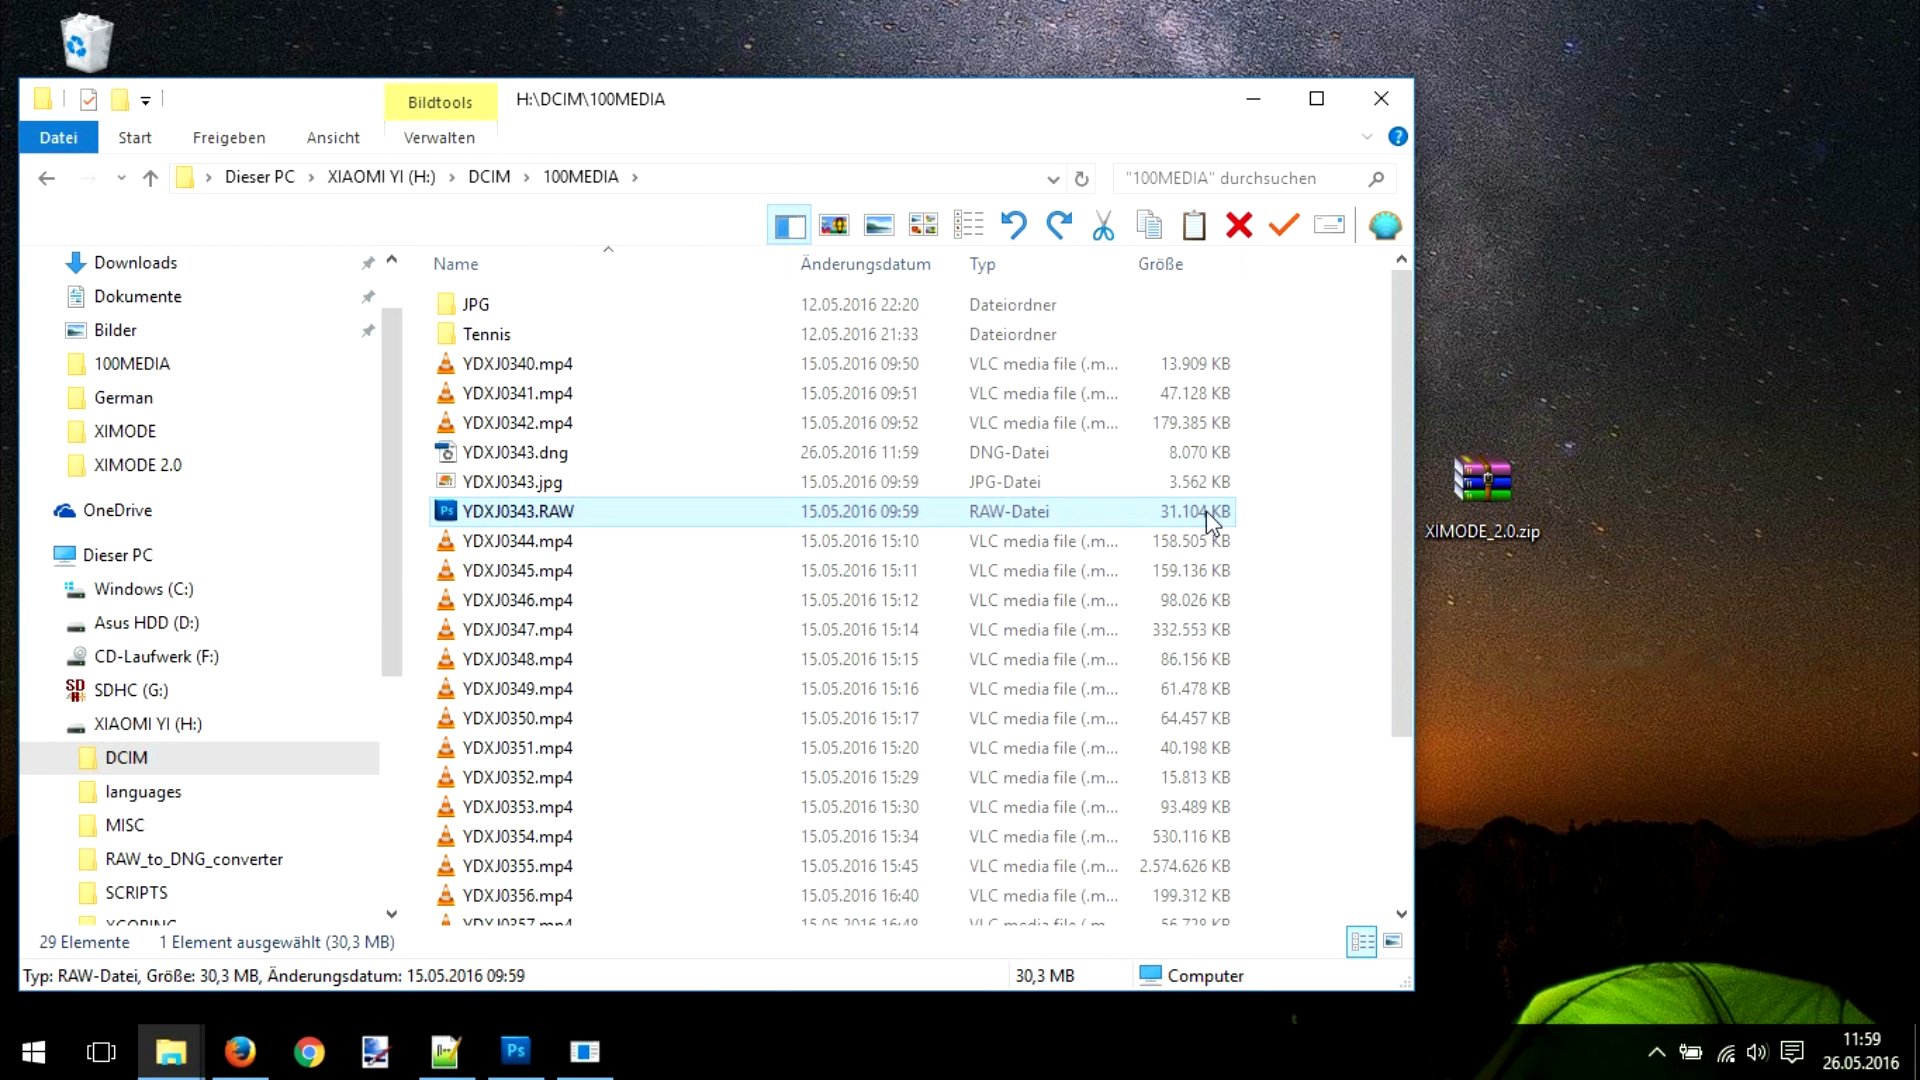 Bildtools
H:\DCIM\100MEDIA
Datei Start Freigeben Ansicht Verwalten
Dieser PC XIAOMI YI (H:) DCIM 100MEDIA
"100MEDIA" durchsuchen
Name Änderungsdatum Typ Größe
Downloads
Dokumente
Bilder
100MEDIA
German
XIMODE
XIMODE 2.0
OneDrive
Dieser PC
Windows (C:)
Asus HDD (D:)
CD-Laufwerk (F:)
SDHC (G:)
XIAOMI YI (H:)
DCIM
languages
MISC
RAW_to_DNG_converter
SCRIPTS
JPG 12.05.2016 22:20 Dateiordner
Tennis 12.05.2016 21:33 Dateiordner
YDXJ0340.mp4 15.05.2016 09:50 VLC media file (.m... 13.909 KB
YDXJ0341.mp4 15.05.2016 09:51 VLC media file (.m... 47.128 KB
YDXJ0342.mp4 15.05.2016 09:52 VLC media file (.m... 179.385 KB
YDXJ0343.dng 26.05.2016 11:59 DNG-Datei 8.070 KB
YDXJ0343.jpg 15.05.2016 09:59 JPG-Datei 3.562 KB
YDXJ0343.RAW 15.05.2016 09:59 RAW-Datei 31.104 KB
YDXJ0344.mp4 15.05.2016 15:10 VLC media file (.m... 158.505 KB
YDXJ0345.mp4 15.05.2016 15:11 VLC media file (.m... 159.136 KB
YDXJ0346.mp4 15.05.2016 15:12 VLC media file (.m... 98.026 KB
YDXJ0347.mp4 15.05.2016 15:14 VLC media file (.m... 332.553 KB
YDXJ0348.mp4 15.05.2016 15:15 VLC media file (.m... 86.156 KB
YDXJ0349.mp4 15.05.2016 15:16 VLC media file (.m... 61.478 KB
YDXJ0350.mp4 15.05.2016 15:17 VLC media file (.m... 64.457 KB
YDXJ0351.mp4 15.05.2016 15:20 VLC media file (.m... 40.198 KB
YDXJ0352.mp4 15.05.2016 15:29 VLC media file (.m... 15.813 KB
YDXJ0353.mp4 15.05.2016 15:30 VLC media file (.m... 93.489 KB
YDXJ0354.mp4 15.05.2016 15:34 VLC media file (.m... 530.116 KB
YDXJ0355.mp4 15.05.2016 15:45 VLC media file (.m... 2.574.626 KB
YDXJ0356.mp4 15.05.2016 16:40 VLC media file (.m... 199.312 KB
YDXJ0357.mp4 15.05.2016 16:48 VLC media file (.m... 56.728 KB
29 Elemente 1 Element ausgewählt (30,3 MB)
Typ: RAW-Datei, Größe: 30,3 MB, Änderungsdatum: 15.05.2016 09:59
30,3 MB
Computer
XIMODE_2.0.zip
Ps
11:59
26.05.2016